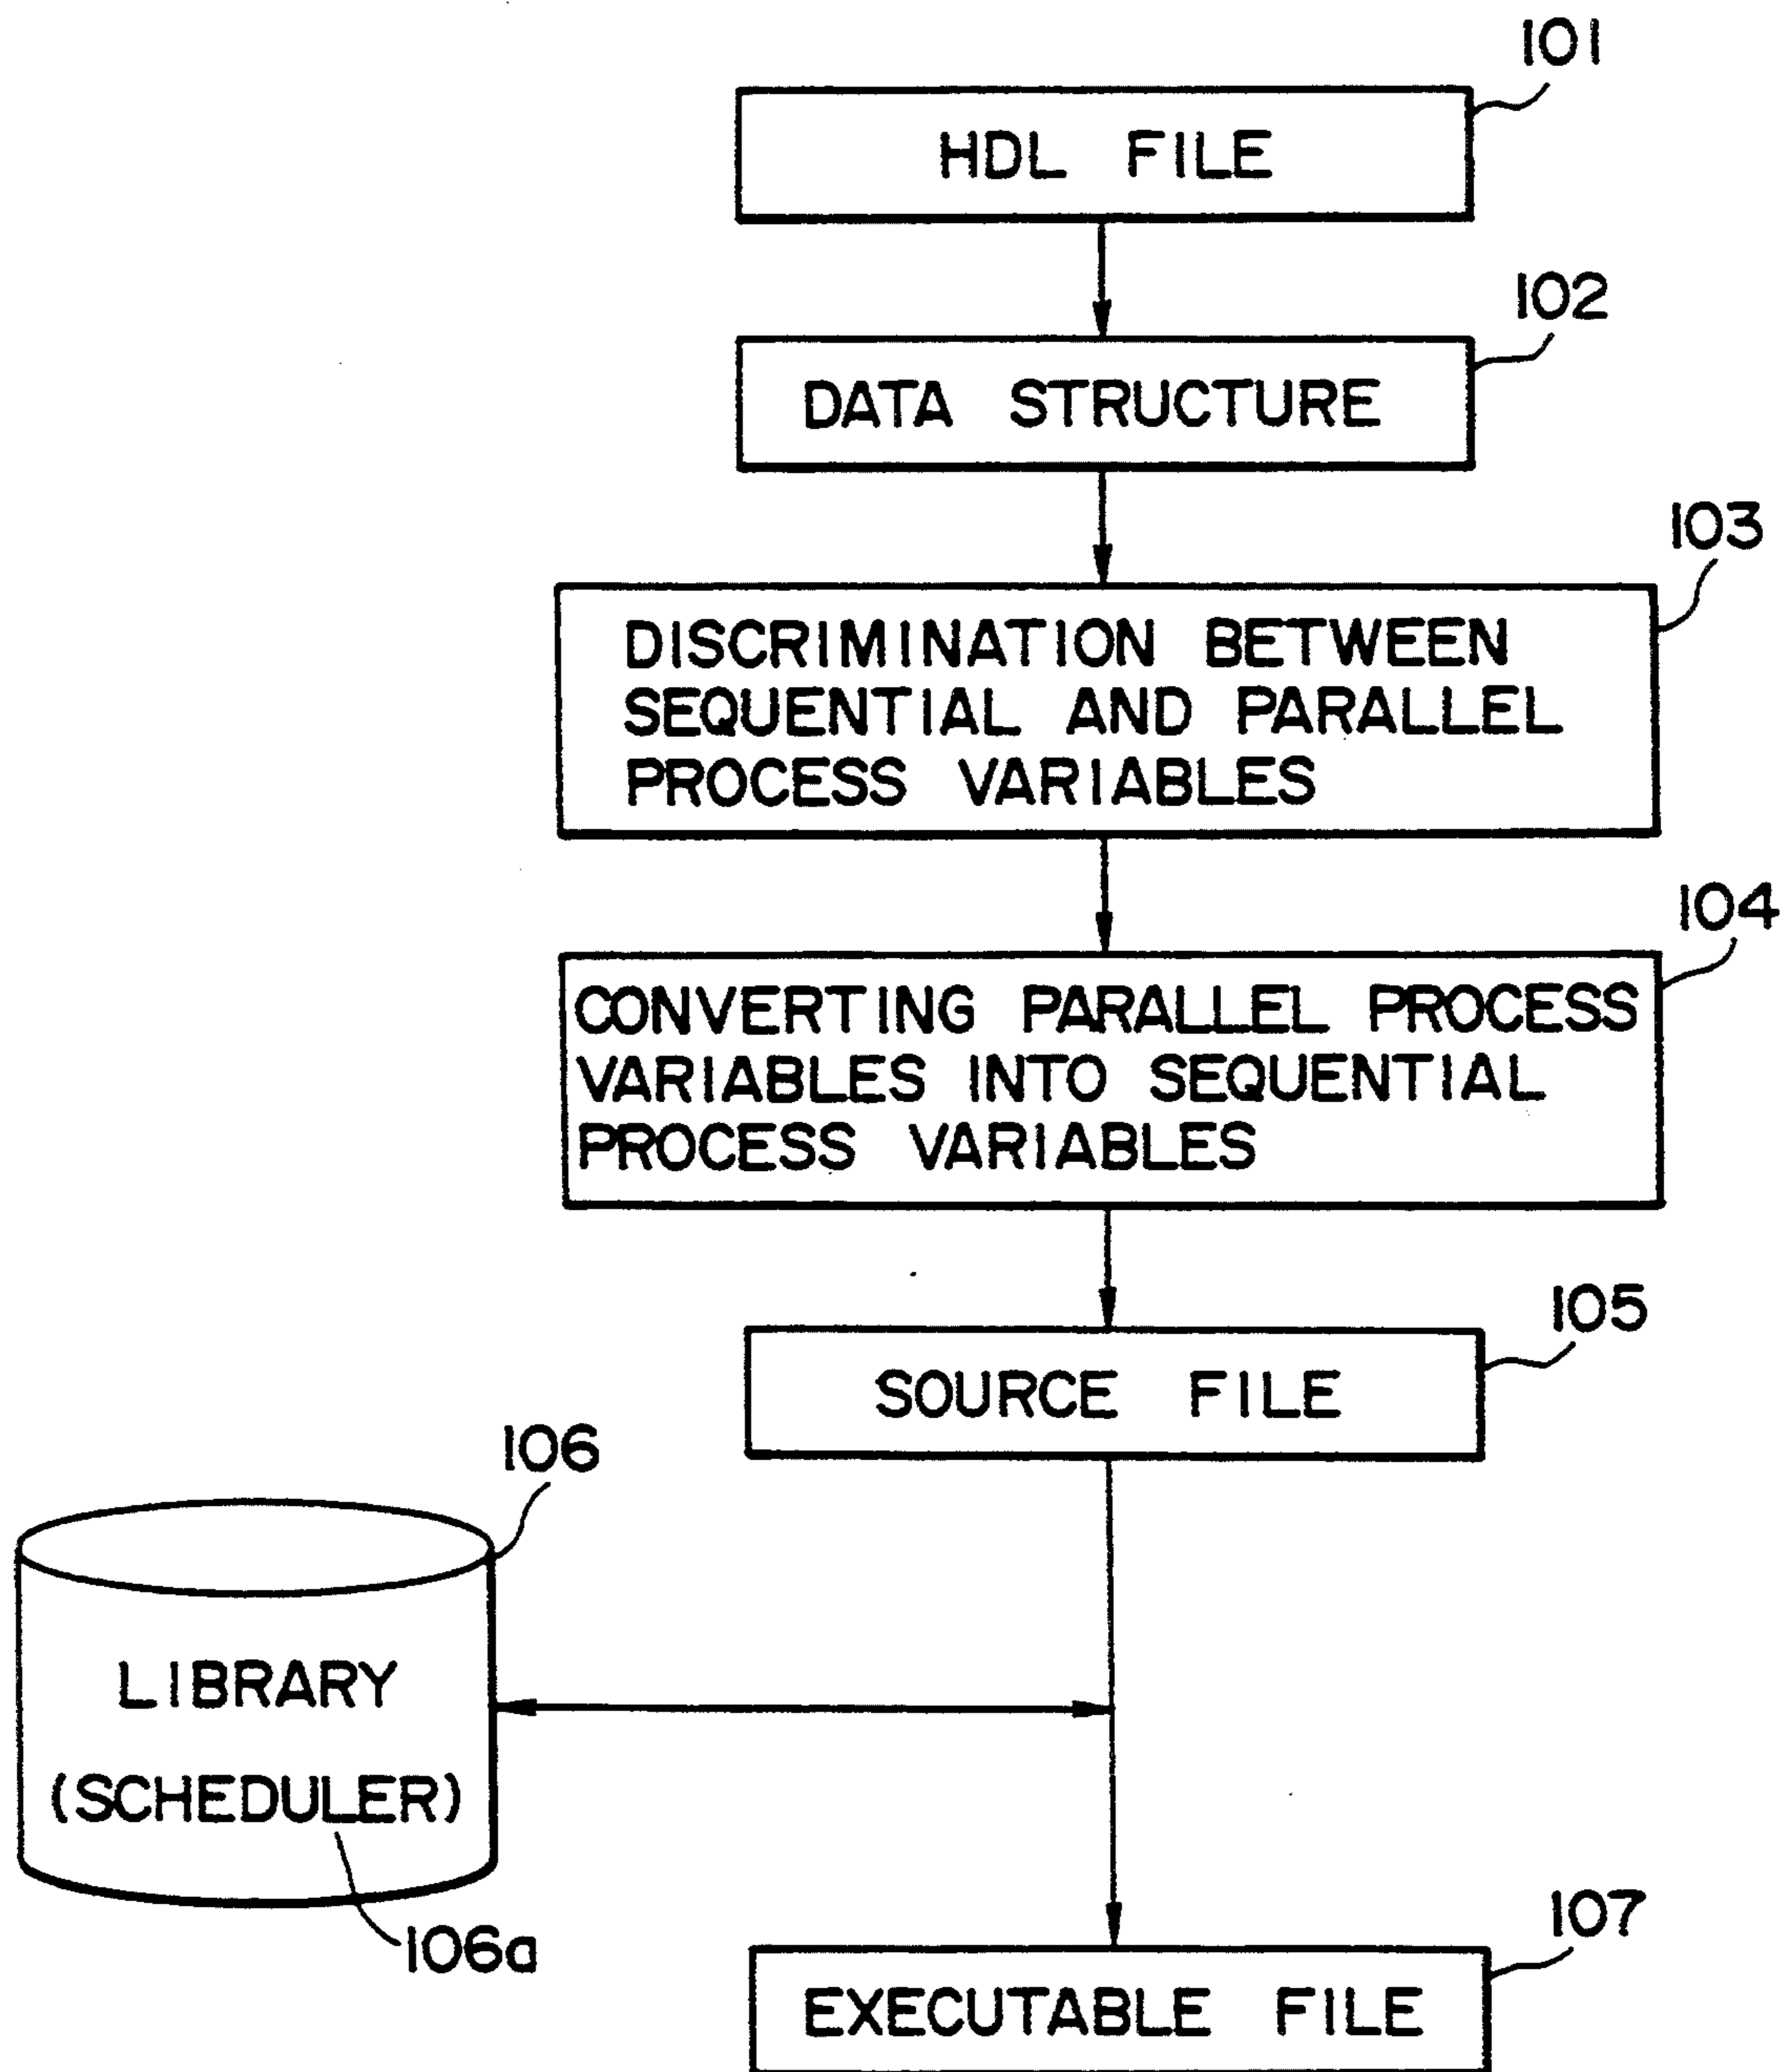 101
HDL FILE
102
DATA STRUCTURE
103
DISCRIMINATION BETWEEN
SEQUENTIAL AND PARALLEL
PROCESS VARIABLES
104
CONVERTING PARALLEL PROCESS
VARIABLES INTO SEQUENTIAL
PROCESS VARIABLES
105
SOURCE FILE
106
LIBRARY
(SCHEDULER)
106a
107
EXECUTABLE FILE